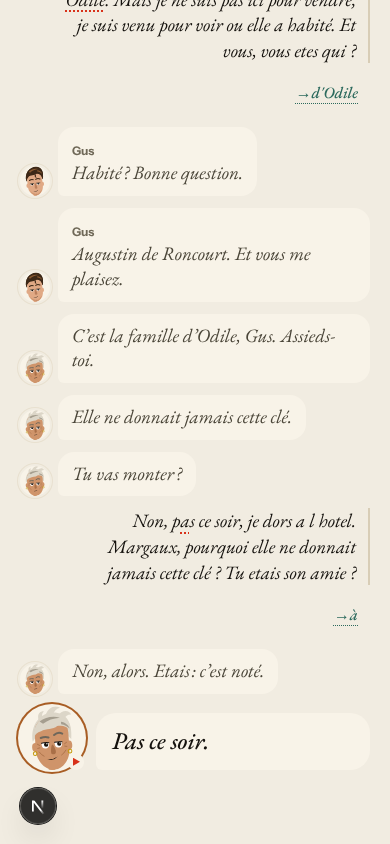 Odile. Mais je ne suis pas ici pour vendre,
je suis venu pour voir ou elle a habité. Et
vous, vous etes qui ?
→d'Odile
Gus
Habité? Bonne question.
Gus
Augustin de Roncourt. Et vous me
plaisez.
C'est la famille d'Odile, Gus. Assieds-
toi.
Elle ne donnait jamais cette clé.
Tu vas monter?
Non, pas ce soir, je dors a l hotel.
Margaux, pourquoi elle ne donnait
jamais cette clé ? Tu etais son amie ?
→à
Non, alors. Etais: c'est noté.
Pas ce soir.
N